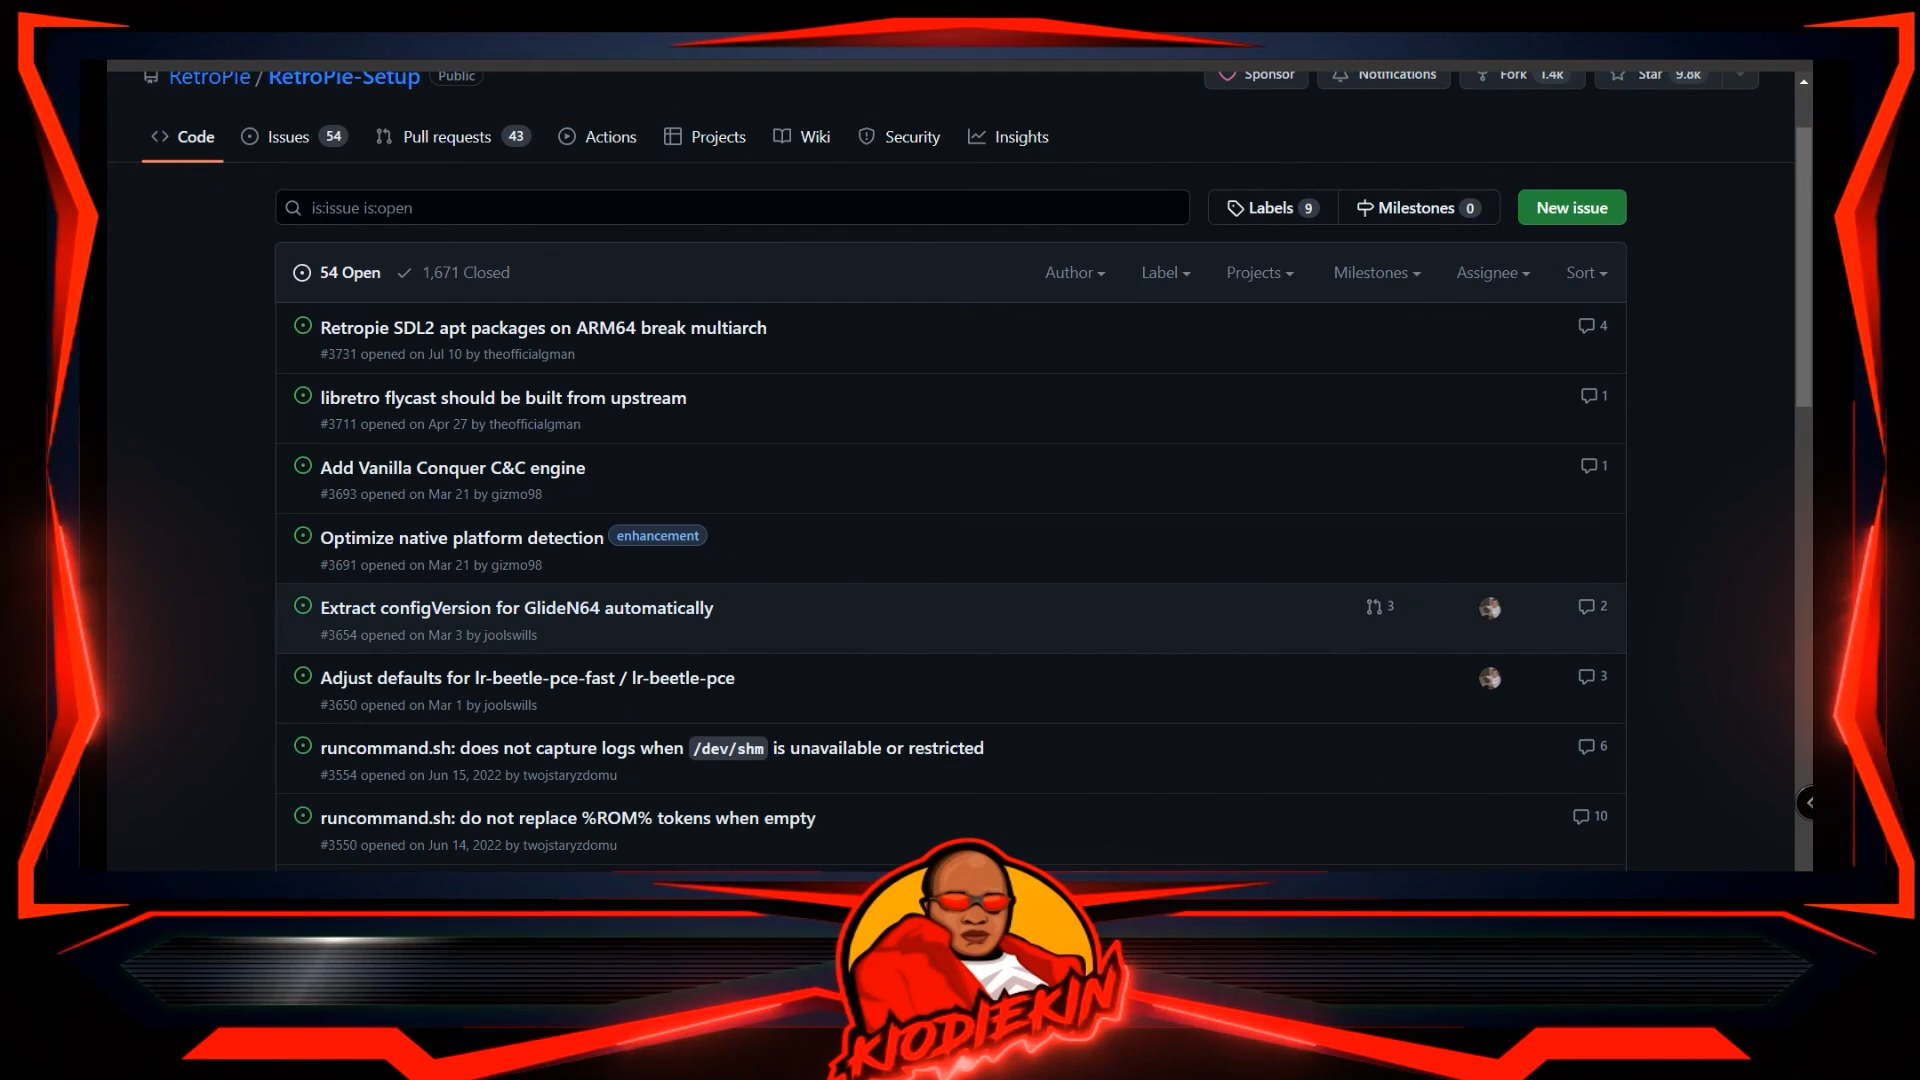 RetroPie / RetroPie-Setup Public
Sponsor Notifications Fork 1.4k Star 9.8k
Code Issues 54 Pull requests 43 Actions Projects Wiki Security Insights
is:issue is:open Labels 9 Milestones 0 New issue
54 Open 1,671 Closed Author Label Projects Milestones Assignee Sort
Retropie SDL2 apt packages on ARM64 break multiarch 4
#3731 opened on Jul 10 by theofficialgman
libretro flycast should be built from upstream 1
#3711 opened on Apr 27 by theofficialgman
Add Vanilla Conquer C&C engine 1
#3693 opened on Mar 21 by gizmo98
Optimize native platform detection enhancement
#3691 opened on Mar 21 by gizmo98
Extract configVersion for GlideN64 automatically 3 2
#3654 opened on Mar 3 by joolswills
Adjust defaults for lr-beetle-pce-fast / lr-beetle-pce 3
#3650 opened on Mar 1 by joolswills
runcommand.sh: does not capture logs when /dev/shm is unavailable or restricted 6
#3554 opened on Jun 15, 2022 by twojstaryzdomu
runcommand.sh: do not replace %ROM% tokens when empty 10
#3550 opened on Jun 14, 2022 by twojstaryzdomu
KIODIEKIN